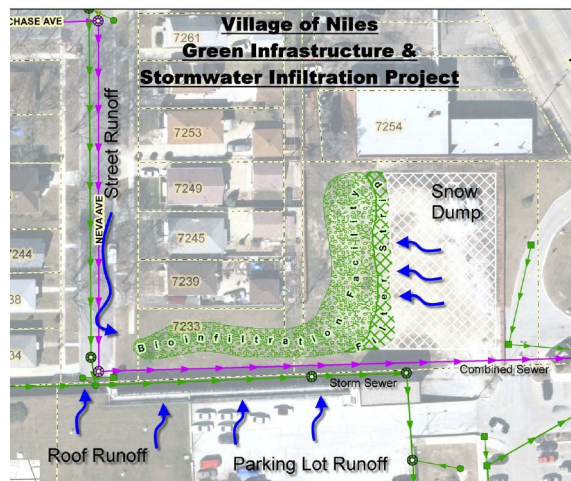 Village of Niles
Green Infrastructure &
Stormwater Infiltration Project
CHASE AVE
7261
7253
7254
7249
7245
7244
7239
38
7233
34
Street Runoff
NEVA AVE
Snow
Dump
Bioinfiltration Facility
Filter Strip
Storm Sewer
Combined Sewer
Roof Runoff
Parking Lot Runoff